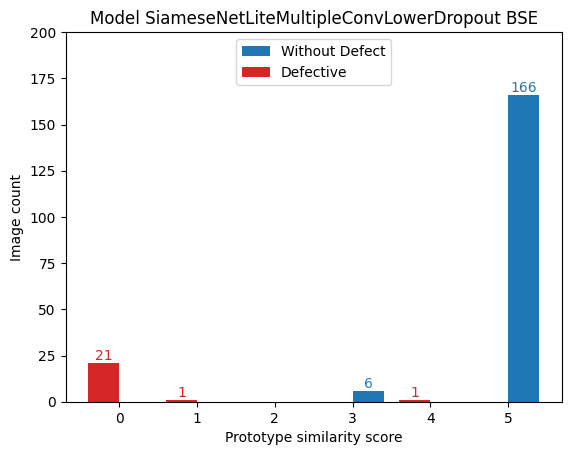 Model SiameseNetLiteMultipleConvLowerDropout BSE
200
175
150
125
100
75
50
25
0
Image count
Without Defect
Defective
21
1
6
1
166
0 1 2 3 4 5
Prototype similarity score